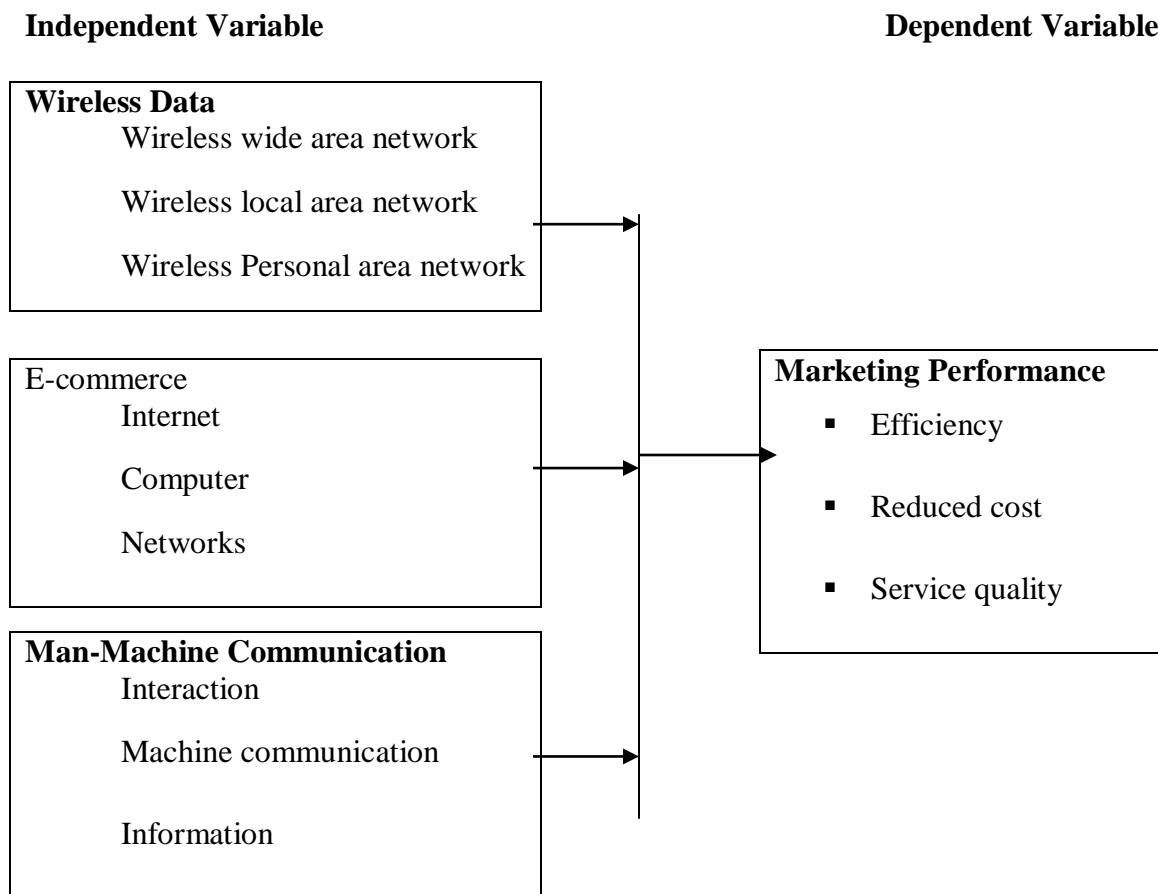 Independent Variable
Dependent Variable
Wireless Data
Wireless wide area network
Wireless local area network
Wireless Personal area network
E-commerce
Internet
Computer
Networks
Man-Machine Communication
Interaction
Machine communication
Information
Marketing Performance
▪ Efficiency
▪ Reduced cost
▪ Service quality